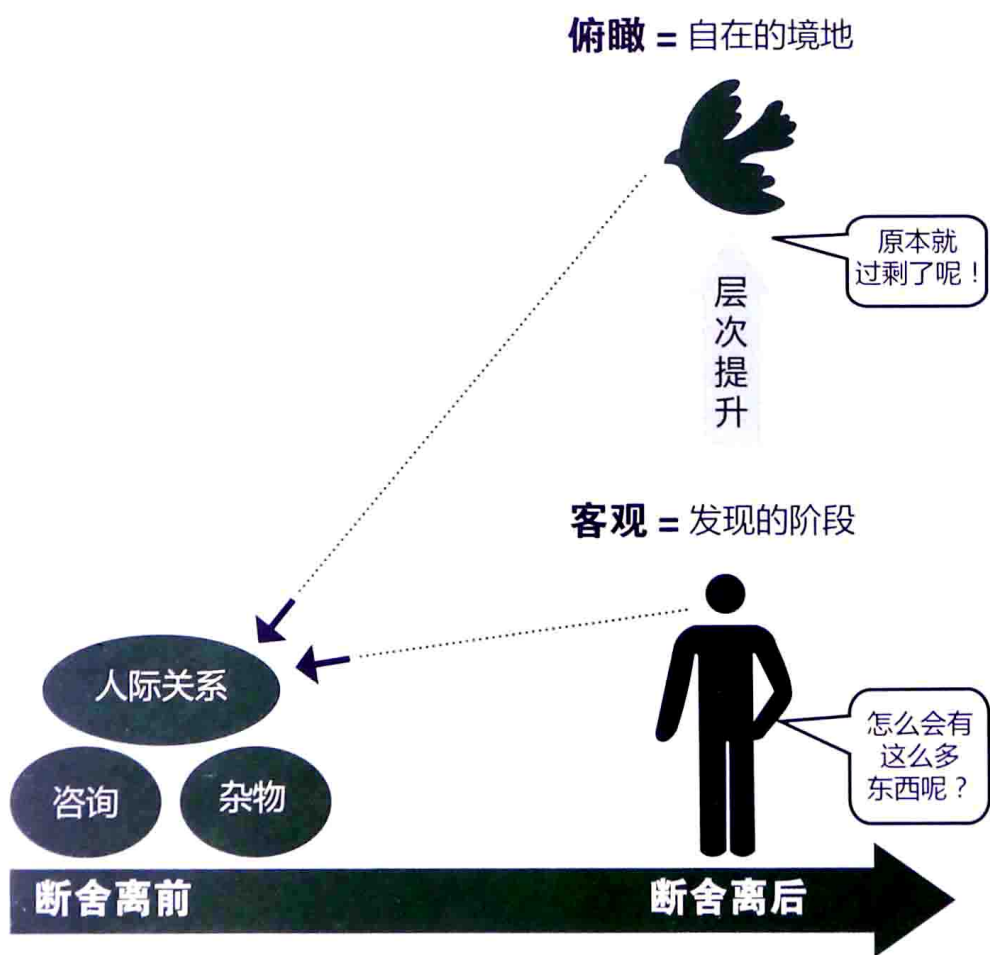 俯瞰 = 自在的境地
原本就
过剩了呢！
层次提升
客观 = 发现的阶段
人际关系
咨询
杂物
怎么会有
这么多
东西呢？
断舍离前
断舍离后